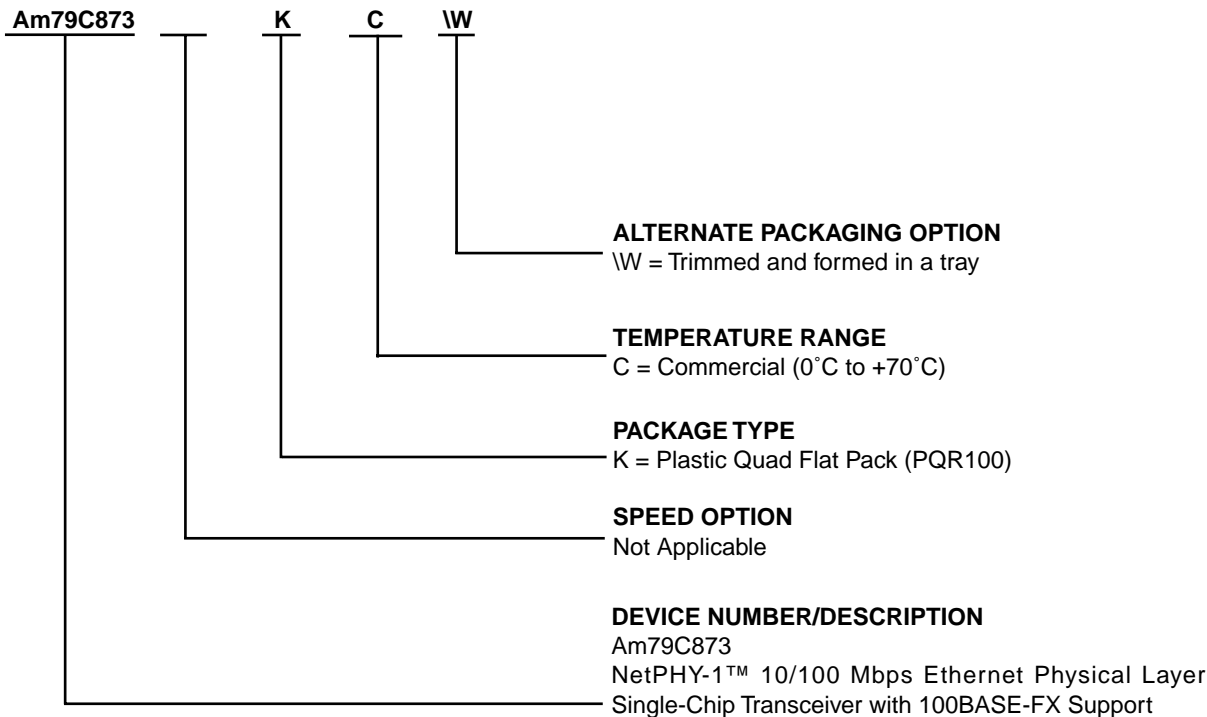 Am79C873 K C \W
ALTERNATE PACKAGING OPTION
\W = Trimmed and formed in a tray
TEMPERATURE RANGE
C = Commercial (0˚C to +70˚C)
PACKAGE TYPE
K = Plastic Quad Flat Pack (PQR100)
SPEED OPTION
Not Applicable
DEVICE NUMBER/DESCRIPTION
Am79C873
NetPHY-1™ 10/100 Mbps Ethernet Physical Layer
Single-Chip Transceiver with 100BASE-FX Support